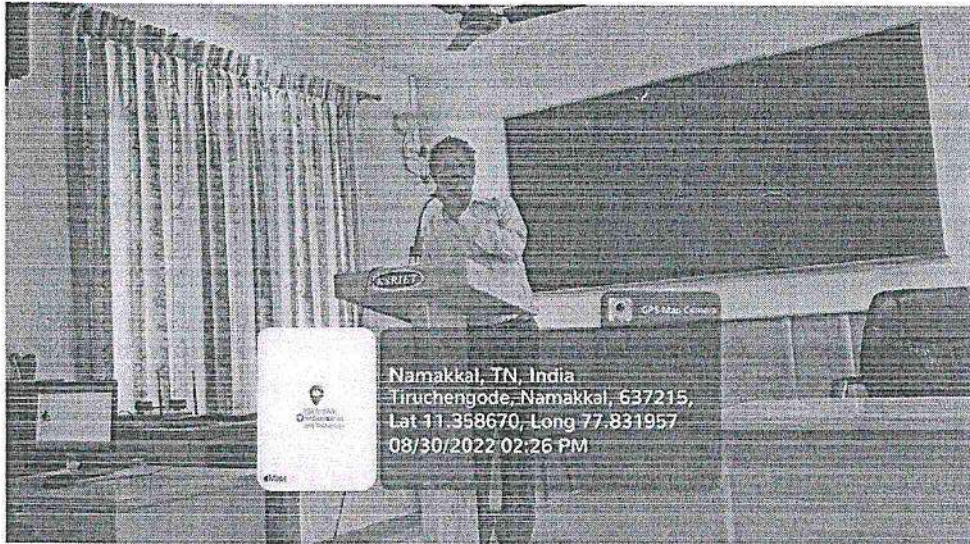 KSSRIET
GPS Map Camera
Namakkal, TN, India
Tiruchengode, Namakkal, 637215,
Lat 11.358670, Long 77.831957
08/30/2022 02:26 PM